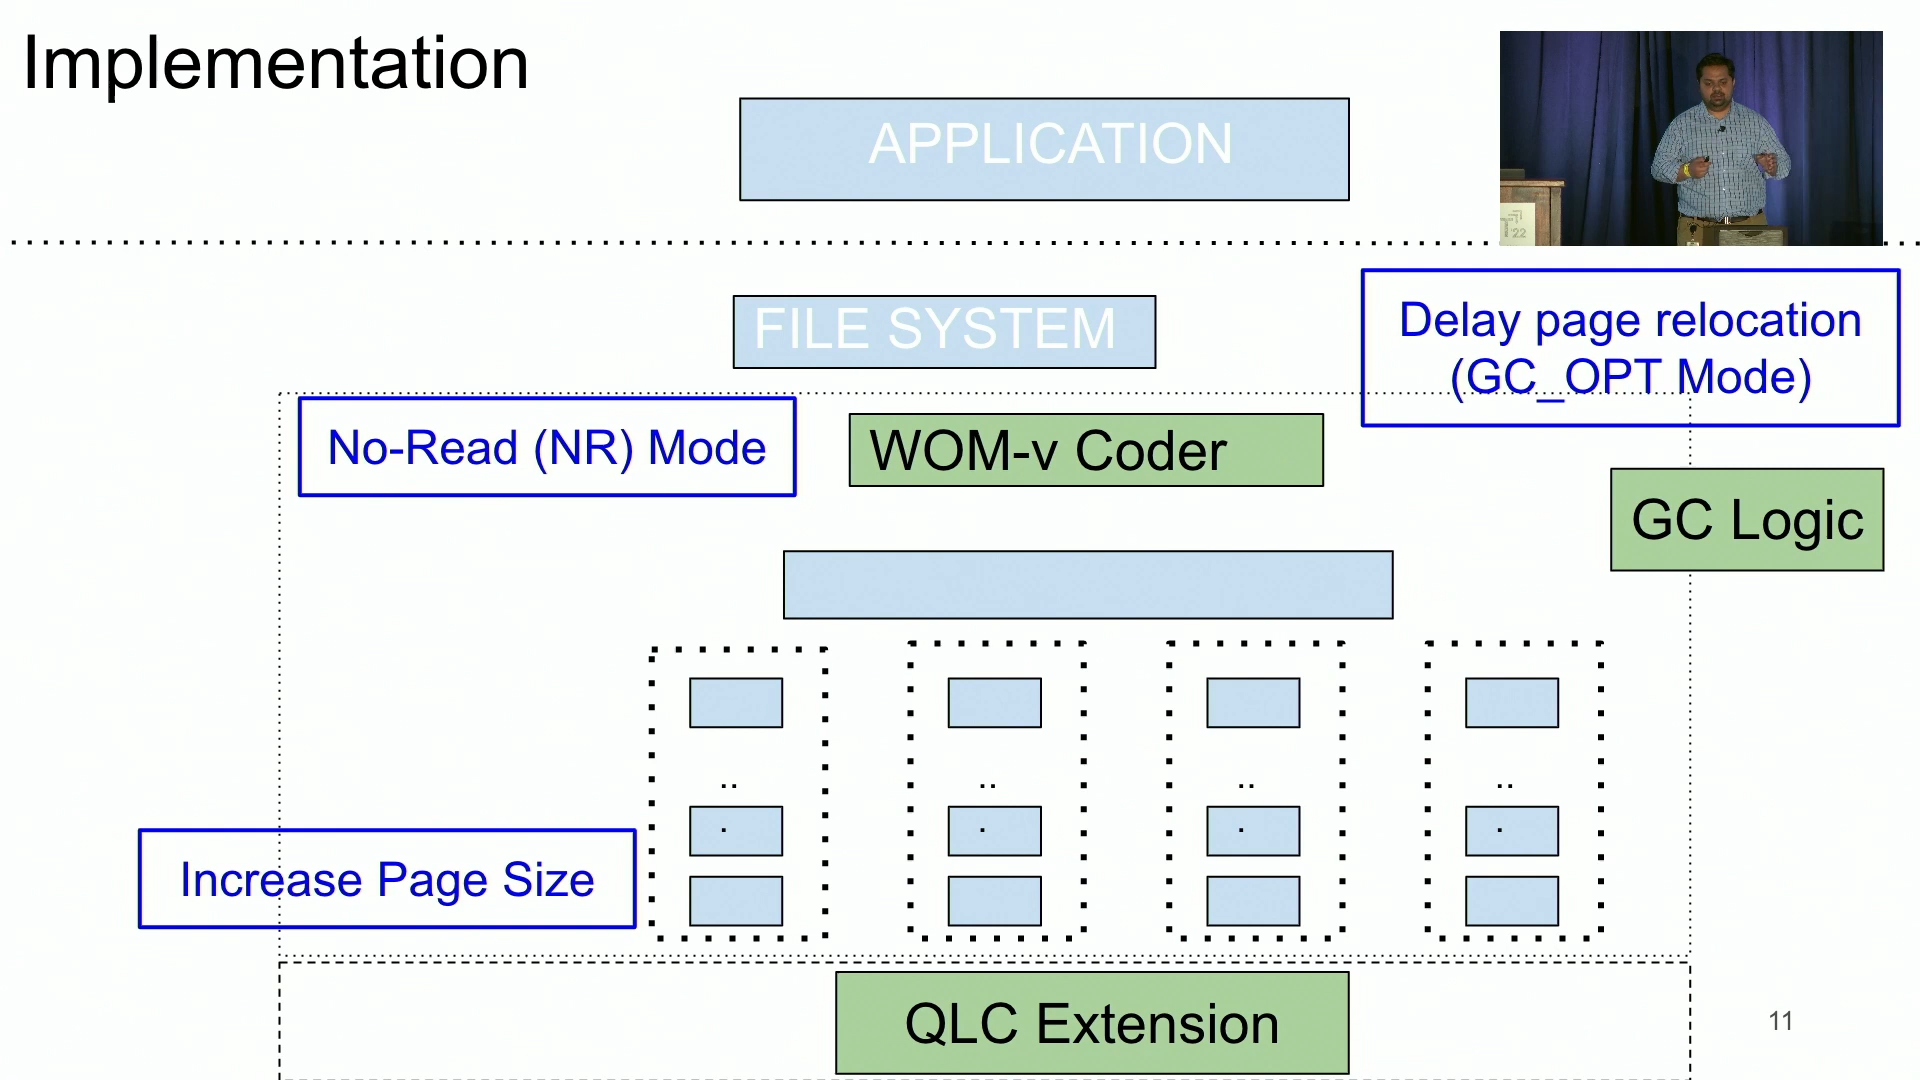 Implementation
APPLICATION
'22
FILE SYSTEM
Delay page relocation
(GC_OPT Mode)
No-Read (NR) Mode
WOM-v Coder
GC Logic
Increase Page Size
QLC Extension
11